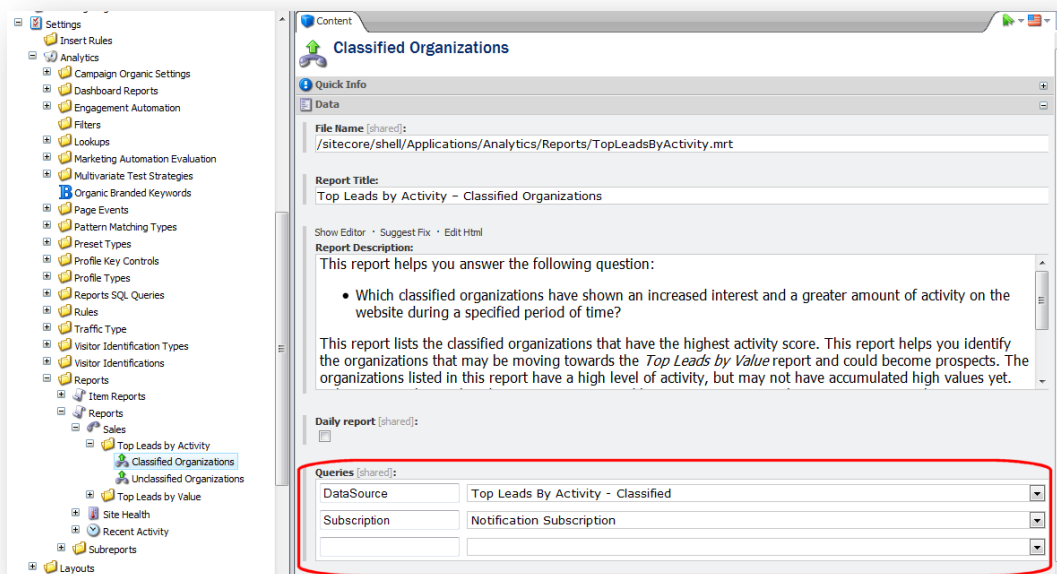 Settings
Insert Rules
Analytics
Campaign Organic Settings
Dashboard Reports
Engagement Automation
Filters
Lookups
Marketing Automation Evaluation
Multivariate Test Strategies
Organic Branded Keywords
Page Events
Pattern Matching Types
Preset Types
Profile Key Controls
Profile Types
Reports SQL Queries
Rules
Traffic Type
Visitor Identification Types
Visitor Identifications
Reports
Item Reports
Reports
Sales
Top Leads by Activity
Classified Organizations
Unclassified Organizations
Top Leads by Value
Site Health
Recent Activity
Subreports
Layouts
Content
Classified Organizations
Quick Info
Data
File Name [shared]:
/sitecore/shell/Applications/Analytics/Reports/TopLeadsByActivity.mrt
Report Title:
Top Leads by Activity - Classified Organizations
Show Editor · Suggest Fix · Edit Html
Report Description:
This report helps you answer the following question:
• Which classified organizations have shown an increased interest and a greater amount of activity on the
website during a specified period of time?
This report lists the classified organizations that have the highest activity score. This report helps you identify
the organizations that may be moving towards the Top Leads by Value report and could become prospects. The
organizations listed in this report have a high level of activity, but may not have accumulated high values yet.
Daily report [shared]:
Queries [shared]:
DataSource Top Leads By Activity - Classified
Subscription Notification Subscription